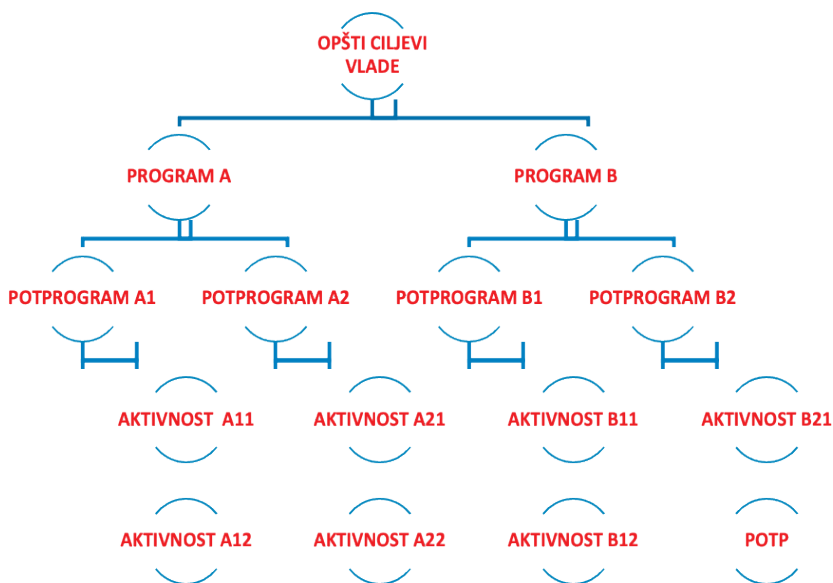 OPŠTI CILJEVI
VLADE
PROGRAM A
PROGRAM B
POTPROGRAM A1
POTPROGRAM A2
POTPROGRAM B1
POTPROGRAM B2
AKTIVNOST A11
AKTIVNOST A21
AKTIVNOST B11
AKTIVNOST B21
AKTIVNOST A12
AKTIVNOST A22
AKTIVNOST B12
POTP